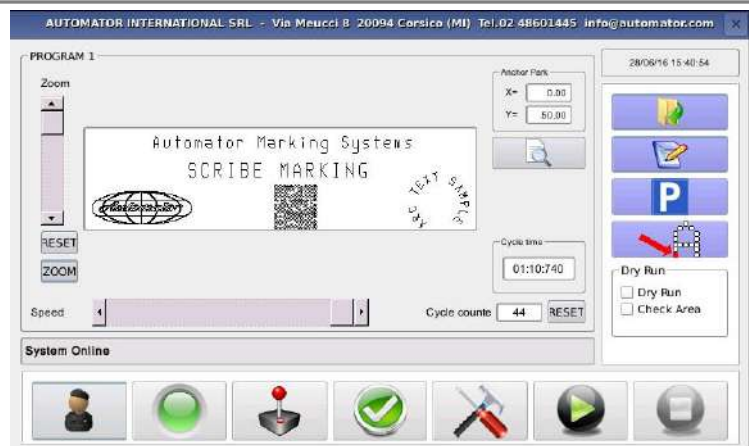 AUTOMATOR INTERNATIONAL SRL - Via Meucci 8 20094 Corsico (MI) Tel.02 48601445 info@automator.com
PROGRAM 1
28/06/16 15:40:54
Zoom
Anchor Park
X= 0.00
Y= 50.00
Automator Marking Systems
SCRIBE MARKING
Automator
ARC TEXT SAMPLE
P
RESET
ZOOM
Cycle time
01:10:740
Dry Run
Dry Run
Check Area
Speed
Cycle counte 44 RESET
System Online